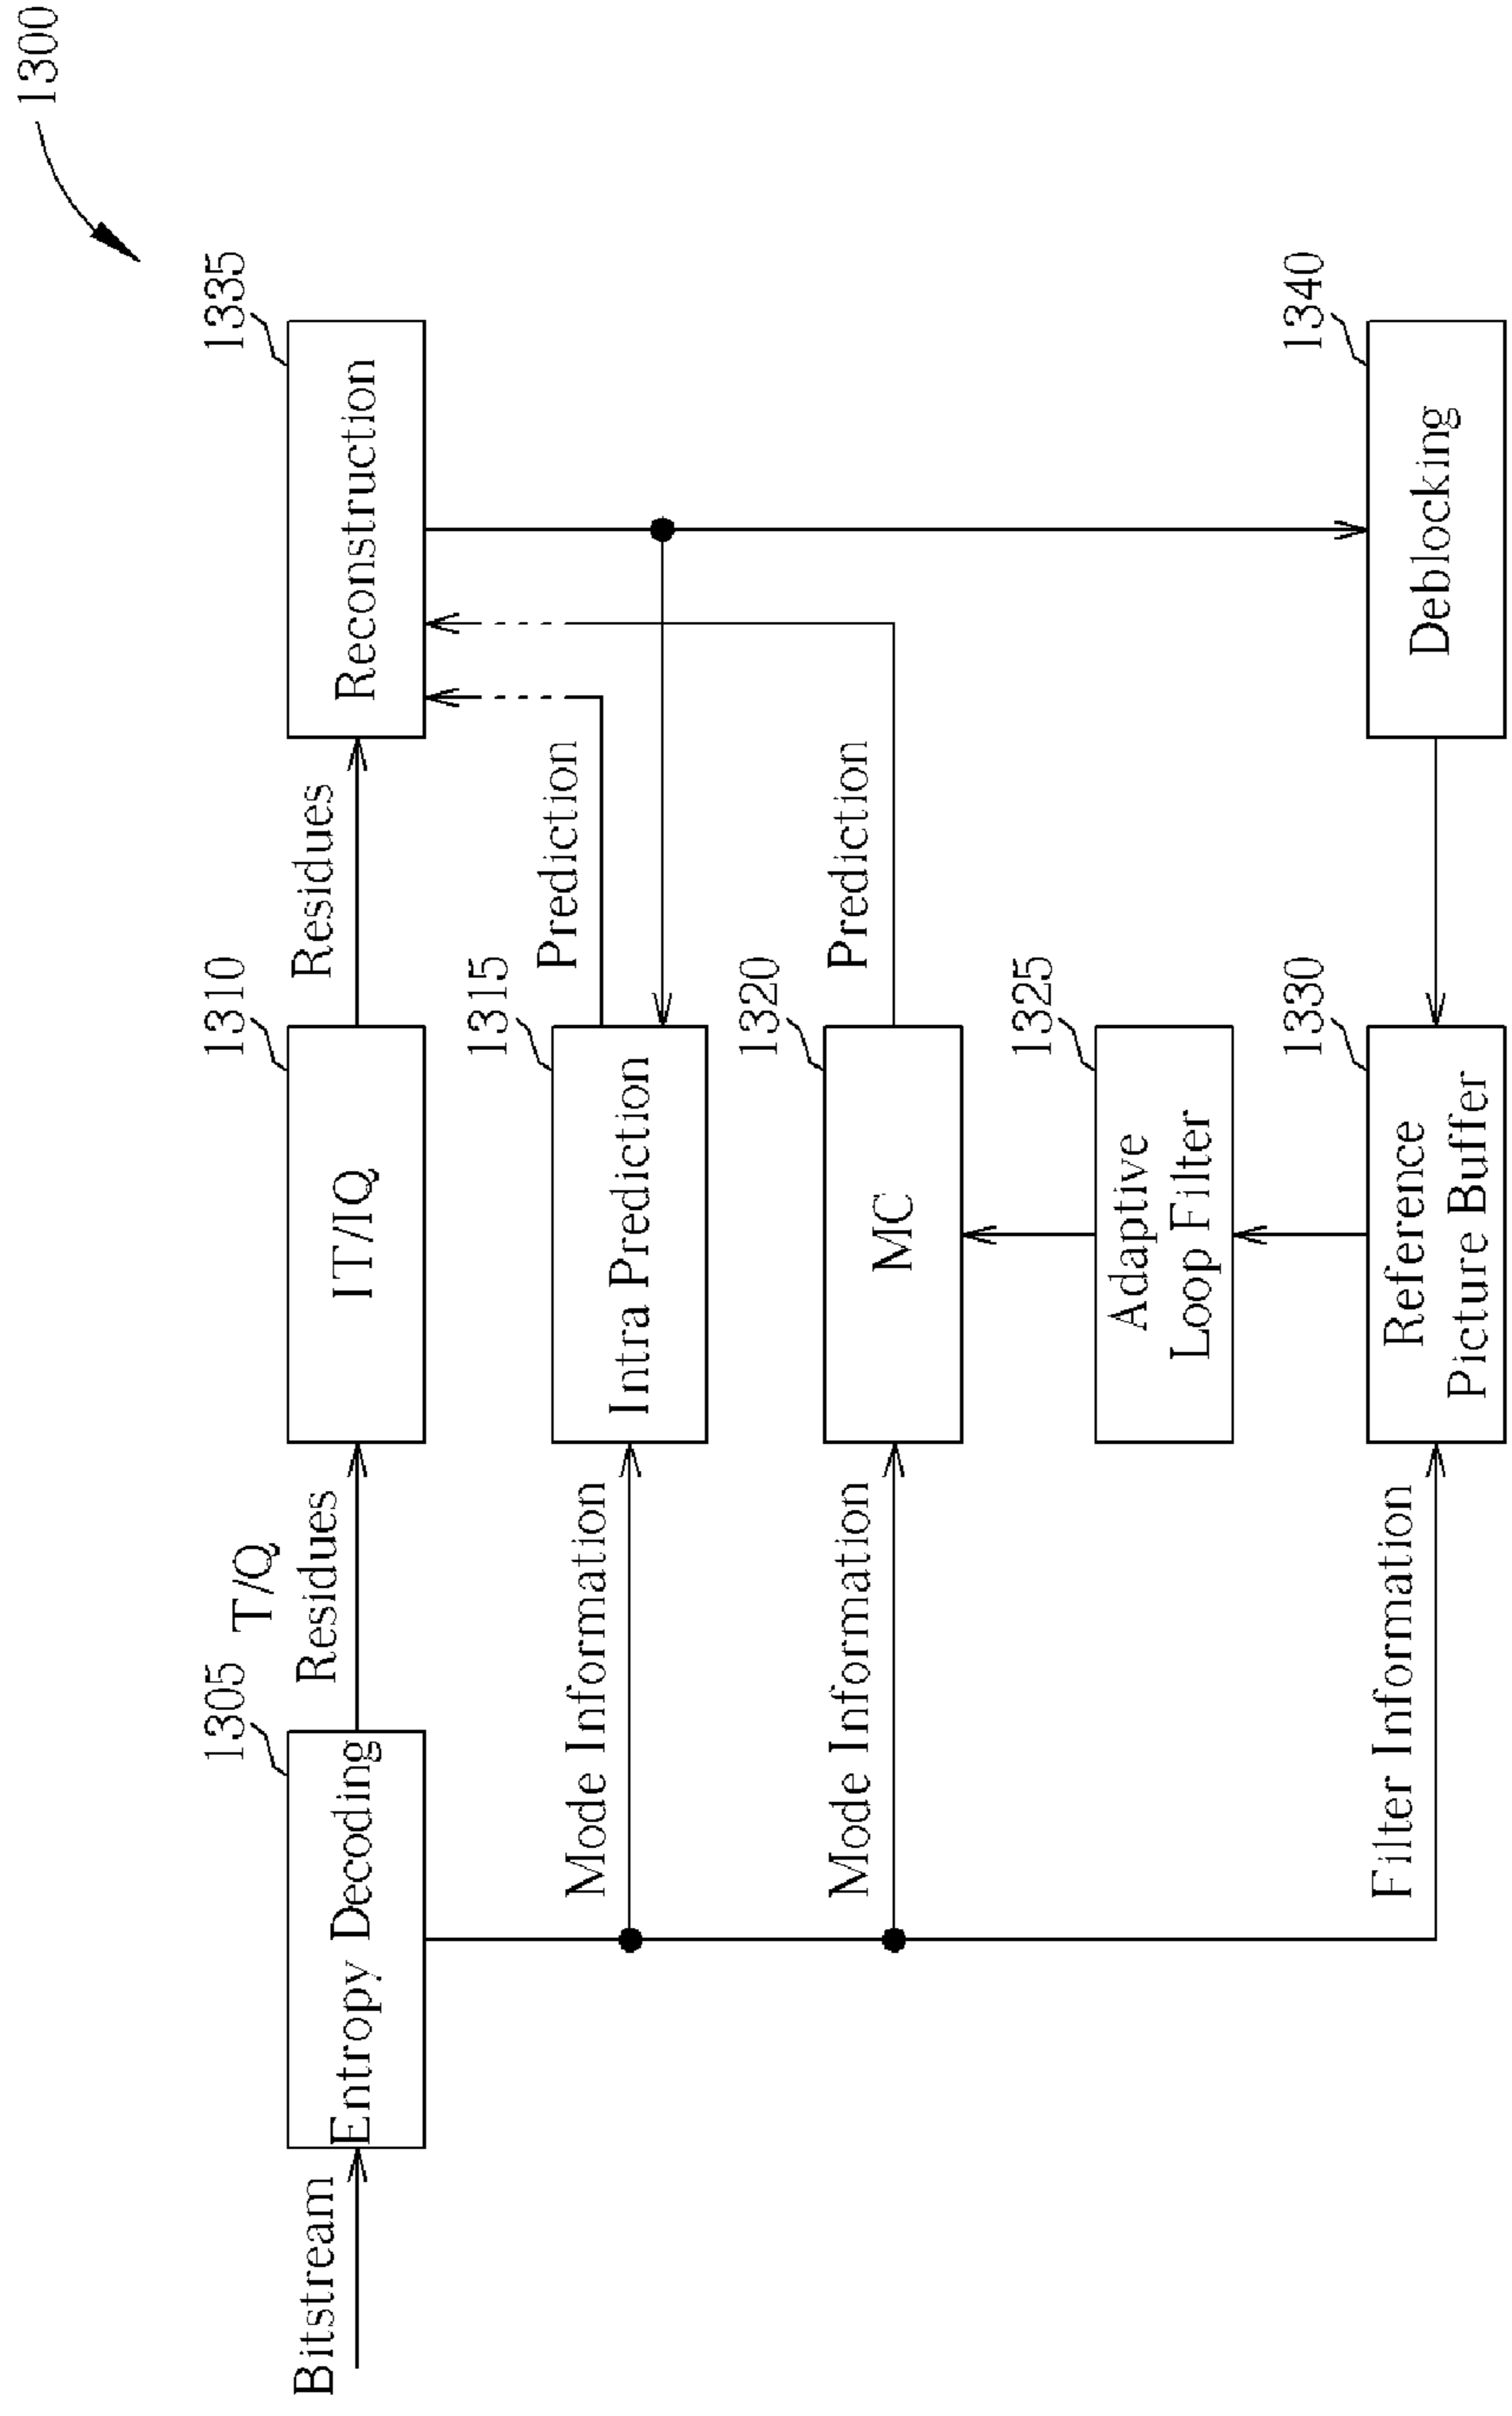 1300
1305
T/Q
1310
1335
Bitstream
Residues
Residues
Entropy Decoding
IT/IQ
Reconstruction
1315
Mode Information
Prediction
Intra Prediction
1320
Mode Information
Prediction
MC
1325
Adaptive
Loop Filter
1330
1340
Filter Information
Reference
Picture Buffer
Deblocking